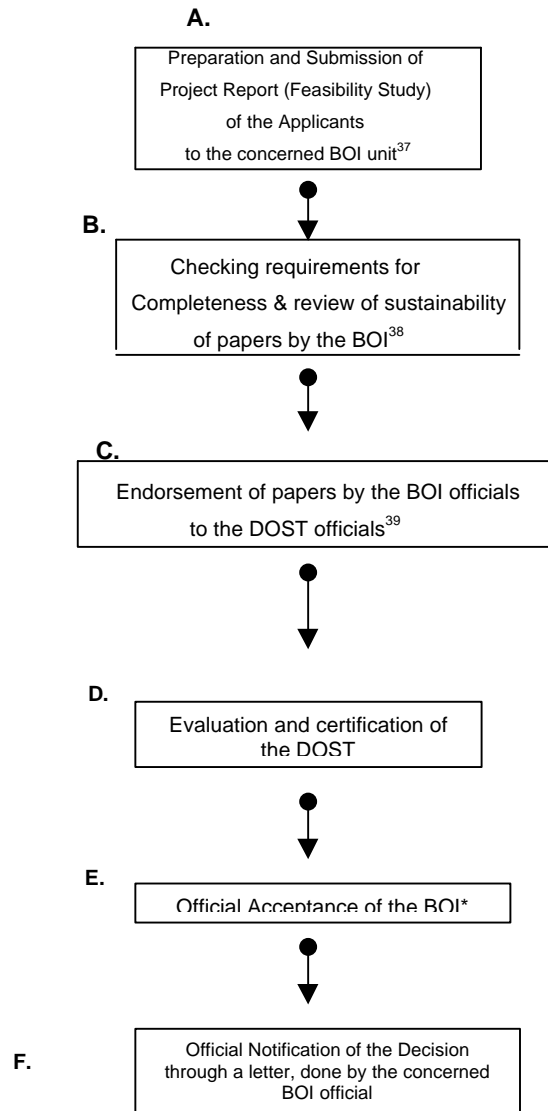 A.
Preparation and Submission of
Project Report (Feasibility Study)
of the Applicants
to the concerned BOI unit37
B.
Checking requirements for
Completeness & review of sustainability
of papers by the BOI38
C.
Endorsement of papers by the BOI officials
to the DOST officials39
D.
Evaluation and certification of
the DOST
E.
Official Acceptance of the BOI*
F.
Official Notification of the Decision
through a letter, done by the concerned
BOI official